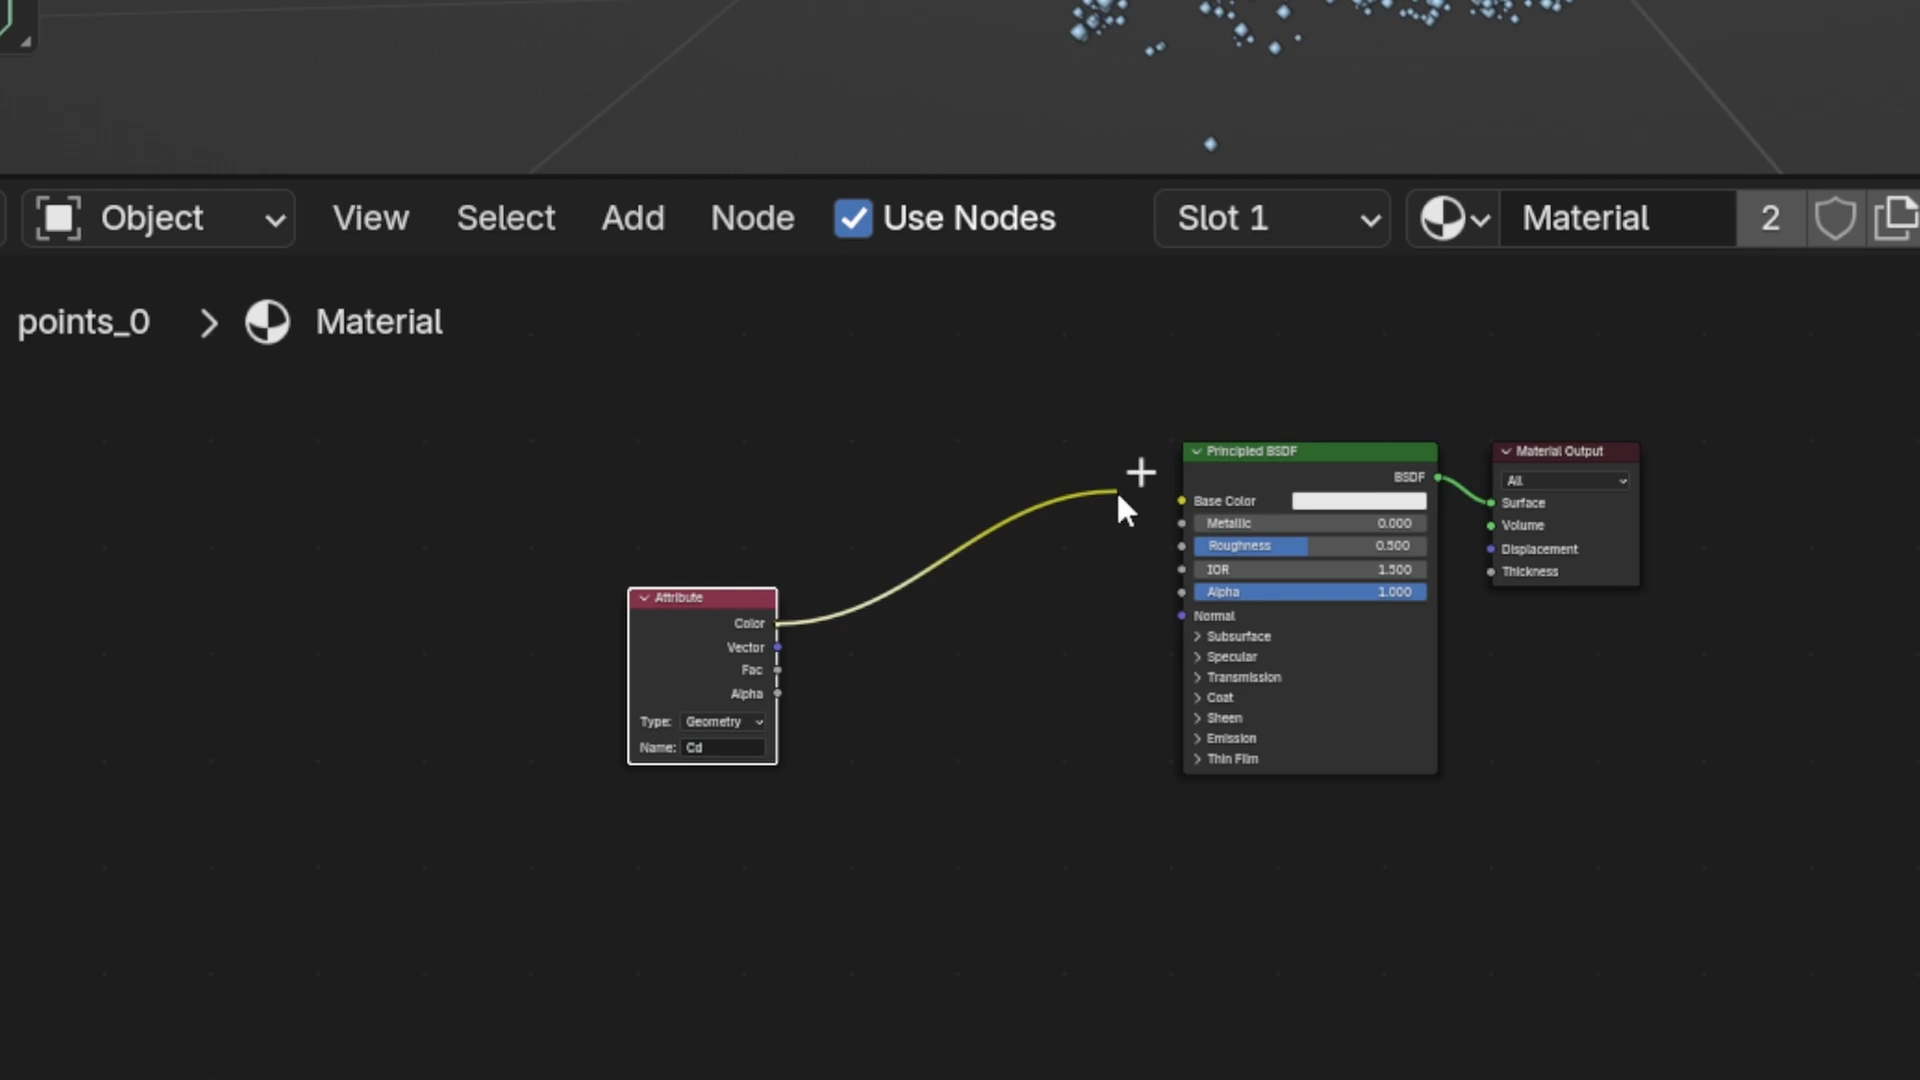 Object View Select Add Node Use Nodes Slot 1 Material 2
points_0 Material
Attribute
Color
Vector
Fac
Alpha
Type: Geometry
Name: Cd
Principled BSDF
BSDF
Base Color
Metallic 0.000
Roughness 0.500
IOR 1.500
Alpha 1.000
Normal
Subsurface
Specular
Transmission
Coat
Sheen
Emission
Thin Film
Material Output
All
Surface
Volume
Displacement
Thickness